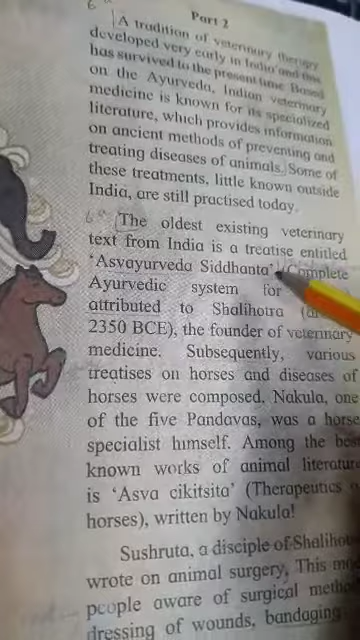 Part 2
A tradition of veterinary therapy
developed very early in India and
has survived to the present time. Based
on the Ayurveda, Indian veterinary
medicine is known for its specialized
literature, which provides information
on ancient methods of preventing and
treating diseases of animals. Some of
these treatments, little known outside
India, are still practised today.
The oldest existing veterinary
text from India is a treatise entitled
'Asvayurveda Siddhanta' (Complete
Ayurvedic system for
attributed to Shalihotra
2350 BCE), the founder of veterinary
medicine. Subsequently, various
treatises on horses and diseases of
horses were composed. Nakula, one
of the five Pandavas, was a horse
specialist himself. Among the best
known works of animal literature
is 'Asva cikitsita' (Therapeutics
horses), written by Nakula!
Sushruta, a disciple of
wrote on animal surgery. This
people aware of surgical
dressing of wounds, bandaging